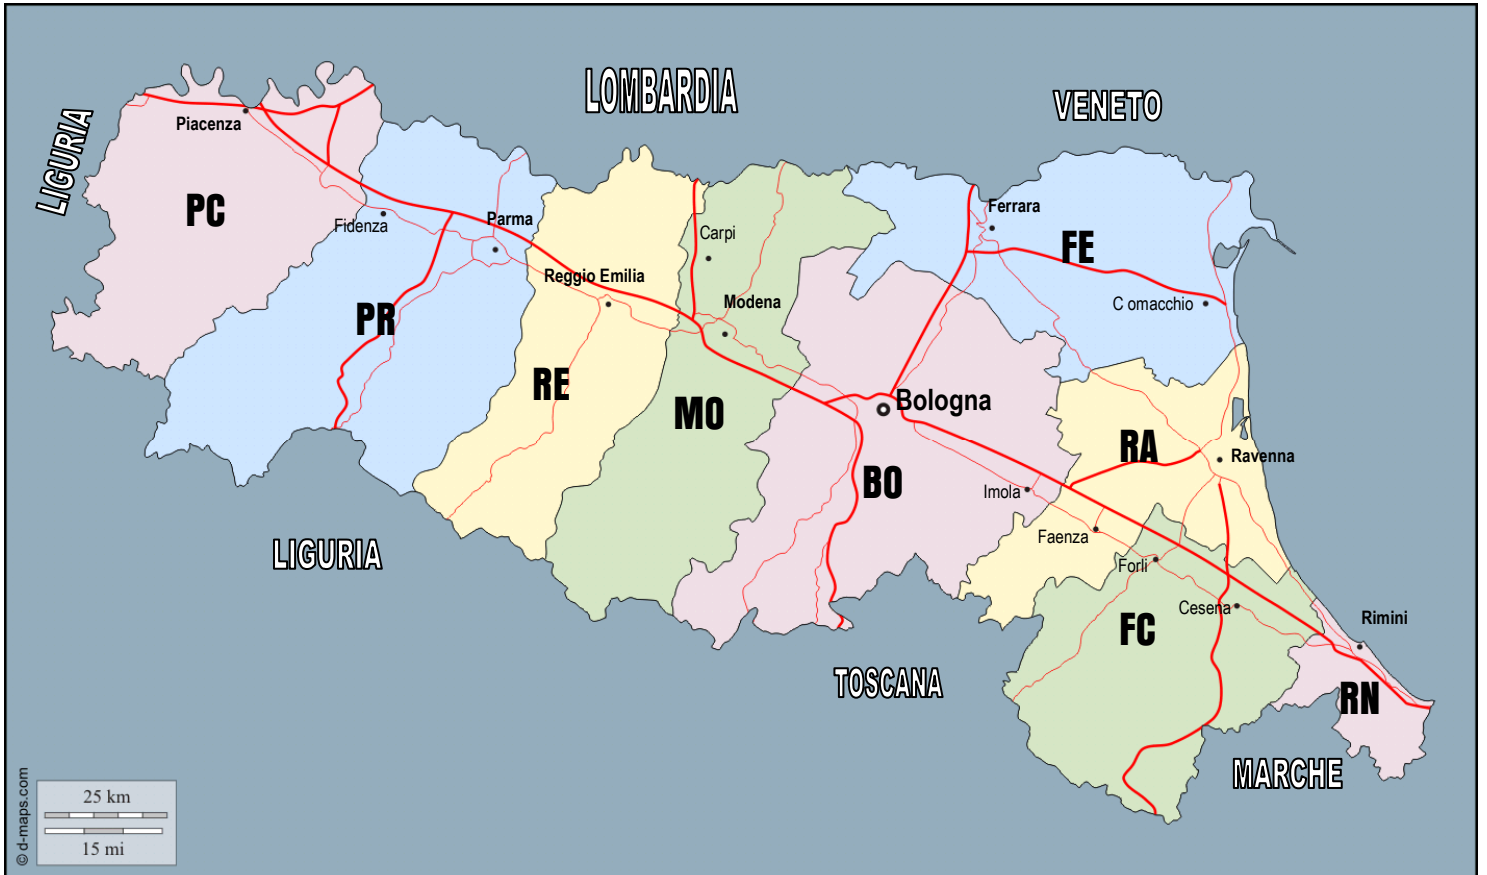 LOMBARDIA
VENETO
LIGURIA
Piacenza
PC
Fidenza
Parma
PR
Reggio Emilia
RE
Carpi
Modena
MO
Ferrara
FE
C omacchio
Bologna
BO
Imola
RA
Ravenna
Faenza
Forli
Cesena
FC
Rimini
RN
LIGURIA
TOSCANA
MARCHE
25 km
15 mi
© d-maps.com